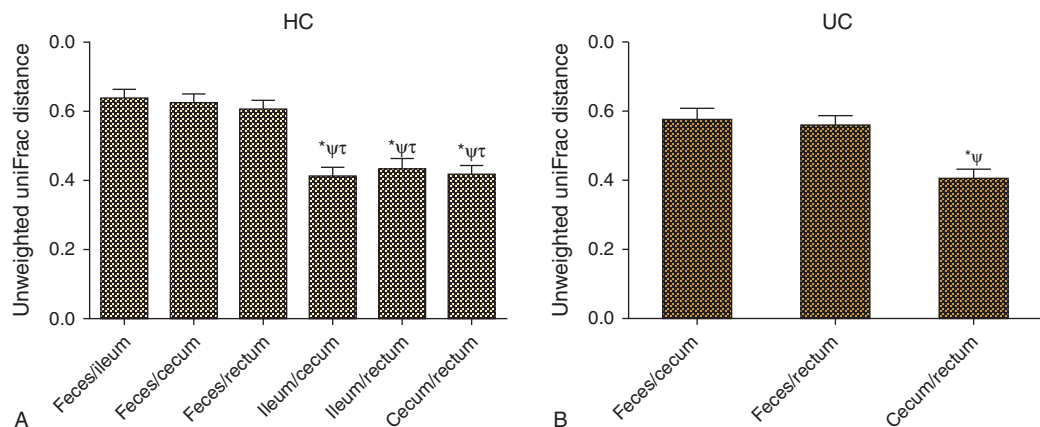 HC
Unweighted uniFrac distance
0.0
0.6
0.4
0.2
0.0
*ψτ
*ψτ
*ψτ
Feces/ileum
Feces/cecum
Feces/rectum
Ileum/cecum
Ileum/rectum
Cecum/rectum
A
UC
Unweighted uniFrac distance
0.0
0.6
0.4
0.2
0.0
*ψ
Feces/cecum
Feces/rectum
Cecum/rectum
B